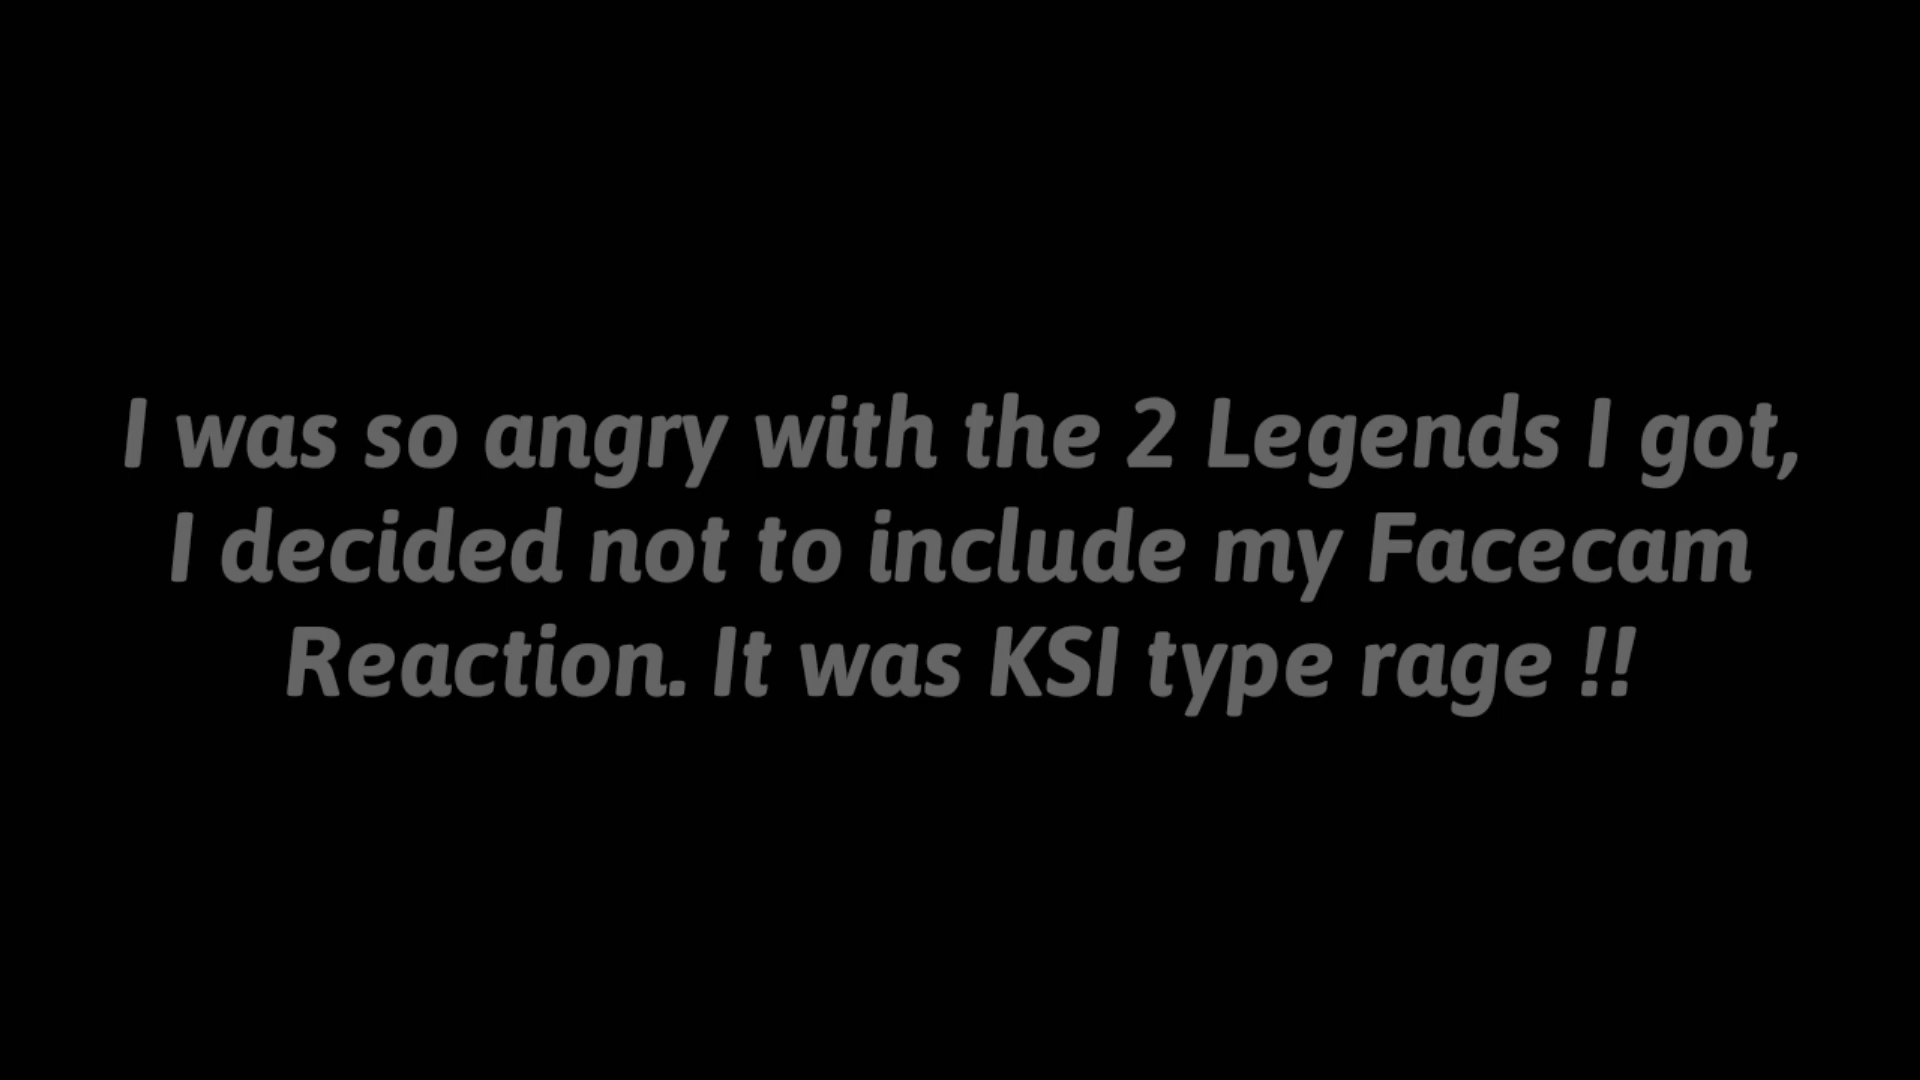 I was so angry with the 2 Legends I got,
I decided not to include my Facecam
Reaction. It was KSI type rage !!